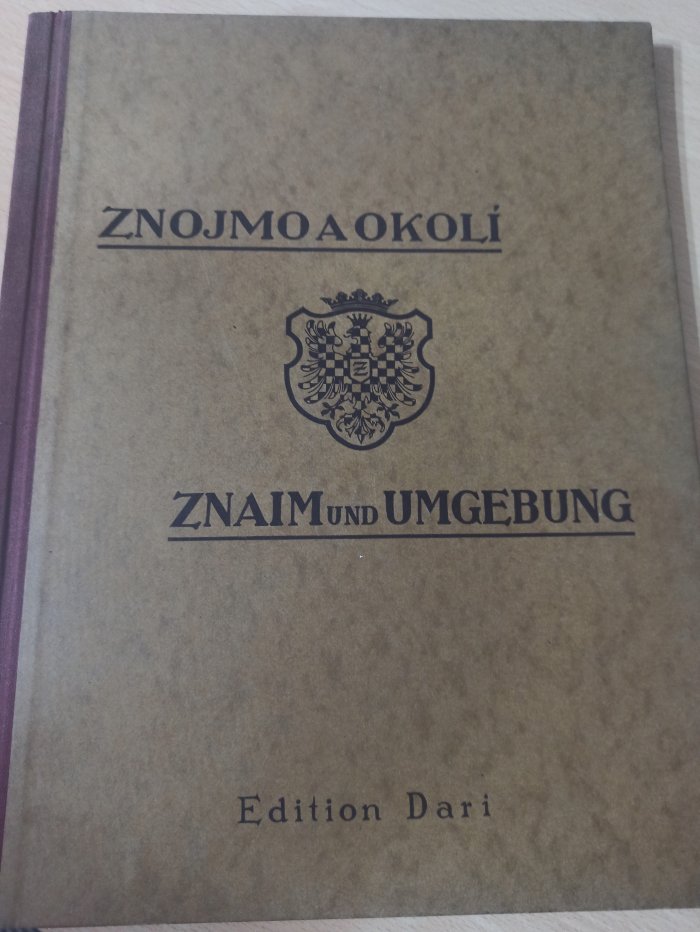 ZNOJMO A OKOLÍ
Z
ZNAIM UND UMGEBUNG
Edition Dari